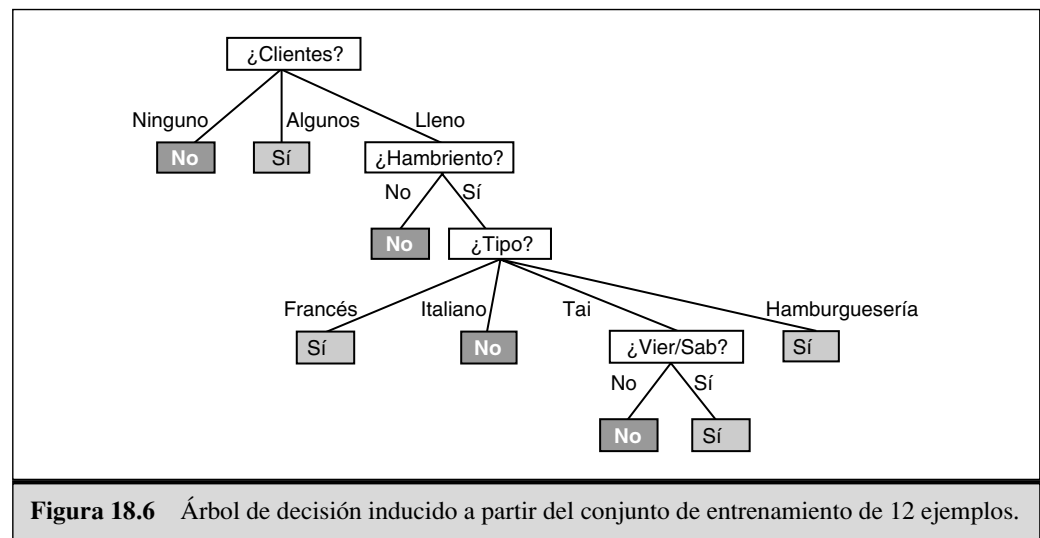 ¿Clientes?
Ninguno Algunos Lleno
No Sí ¿Hambriento?
No Sí
No ¿Tipo?
Francés Italiano Tai Hamburguesería
Sí No ¿Vier/Sab? Sí
No Sí
No Sí
Figura 18.6 Árbol de decisión inducido a partir del conjunto de entrenamiento de 12 ejemplos.